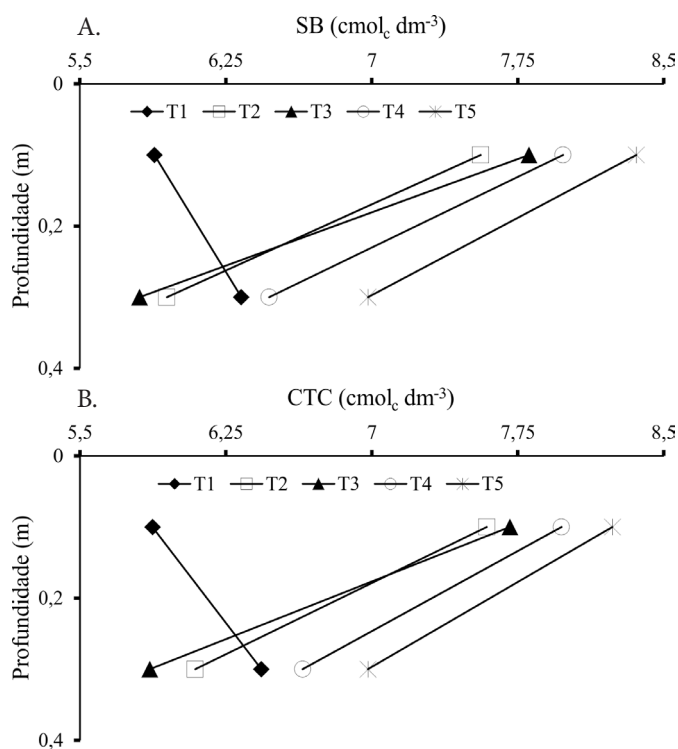 A. SB (cmolc dm-3)
5,5 6,25 7 7,75 8,5
0
T1 T2 T3 T4 T5
0,2
0,4
Profundidade (m)
B. CTC (cmolc dm-3)
5,5 6,25 7 7,75 8,5
0
T1 T2 T3 T4 T5
0,2
0,4
Profundidade (m)